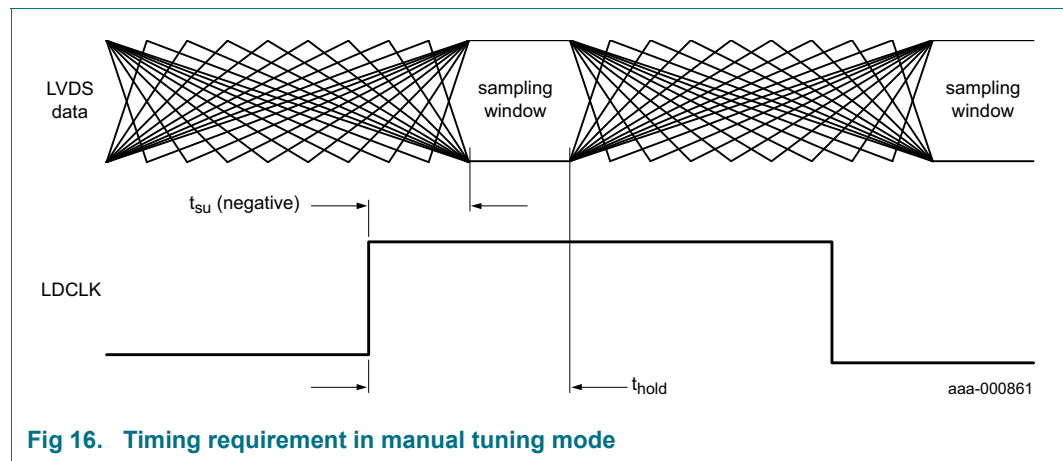 LVDS
data
sampling
window
sampling
window
tsu (negative)
LDCLK
thold
aaa-000861
Fig 16. Timing requirement in manual tuning mode